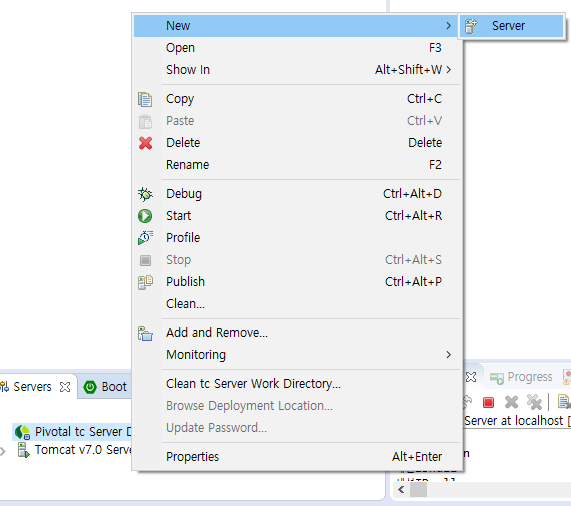 New
Server
Open F3
Show In Alt+Shift+W
Copy Ctrl+C
Paste Ctrl+V
Delete Delete
Rename F2
Debug Ctrl+Alt+D
Start Ctrl+Alt+R
Profile
Stop Ctrl+Alt+S
Publish Ctrl+Alt+P
Clean...
Add and Remove...
Monitoring
Clean tc Server Work Directory...
Browse Deployment Location...
Update Password...
Properties Alt+Enter
Servers
Boot
Pivotal tc Server D
Tomcat v7.0 Serve
Progress
Server at localhost [